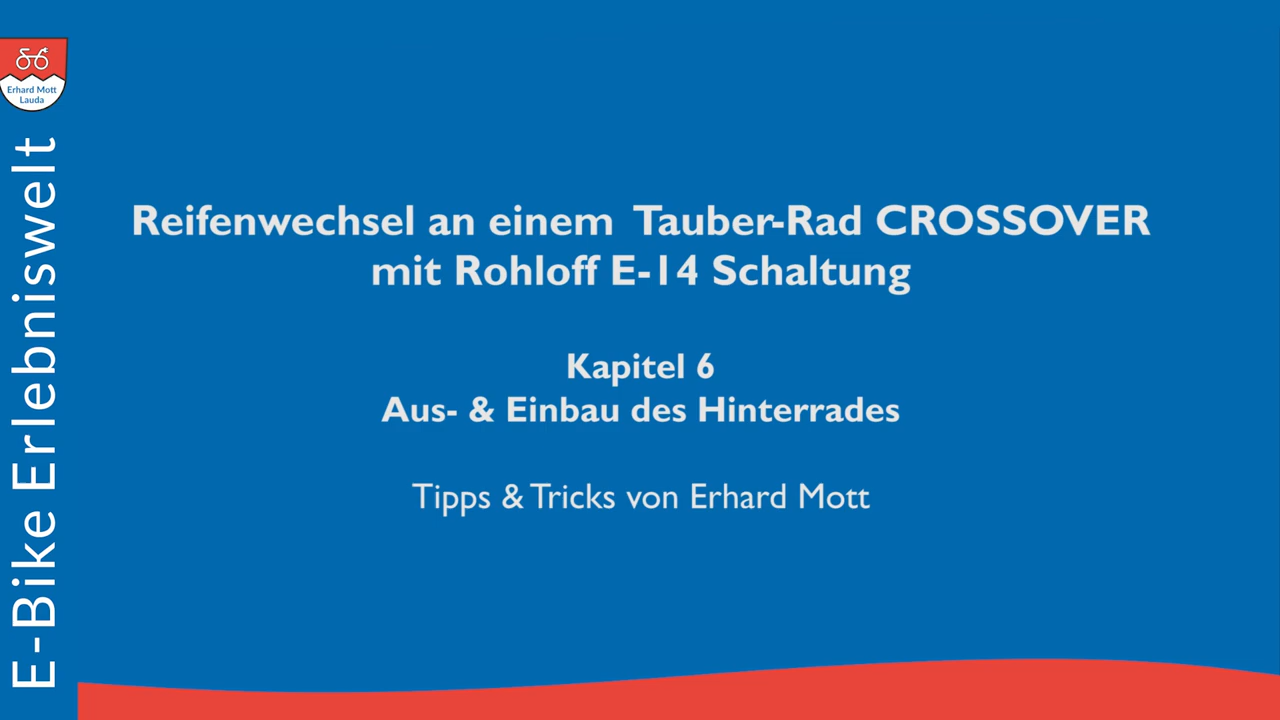 Erhard Mott
Lauda
E-Bike Erlebniswelt
Reifenwechsel an einem Tauber-Rad CROSSOVER
mit Rohloff E-14 Schaltung
Kapitel 6
Aus- & Einbau des Hinterrades
Tipps & Tricks von Erhard Mott